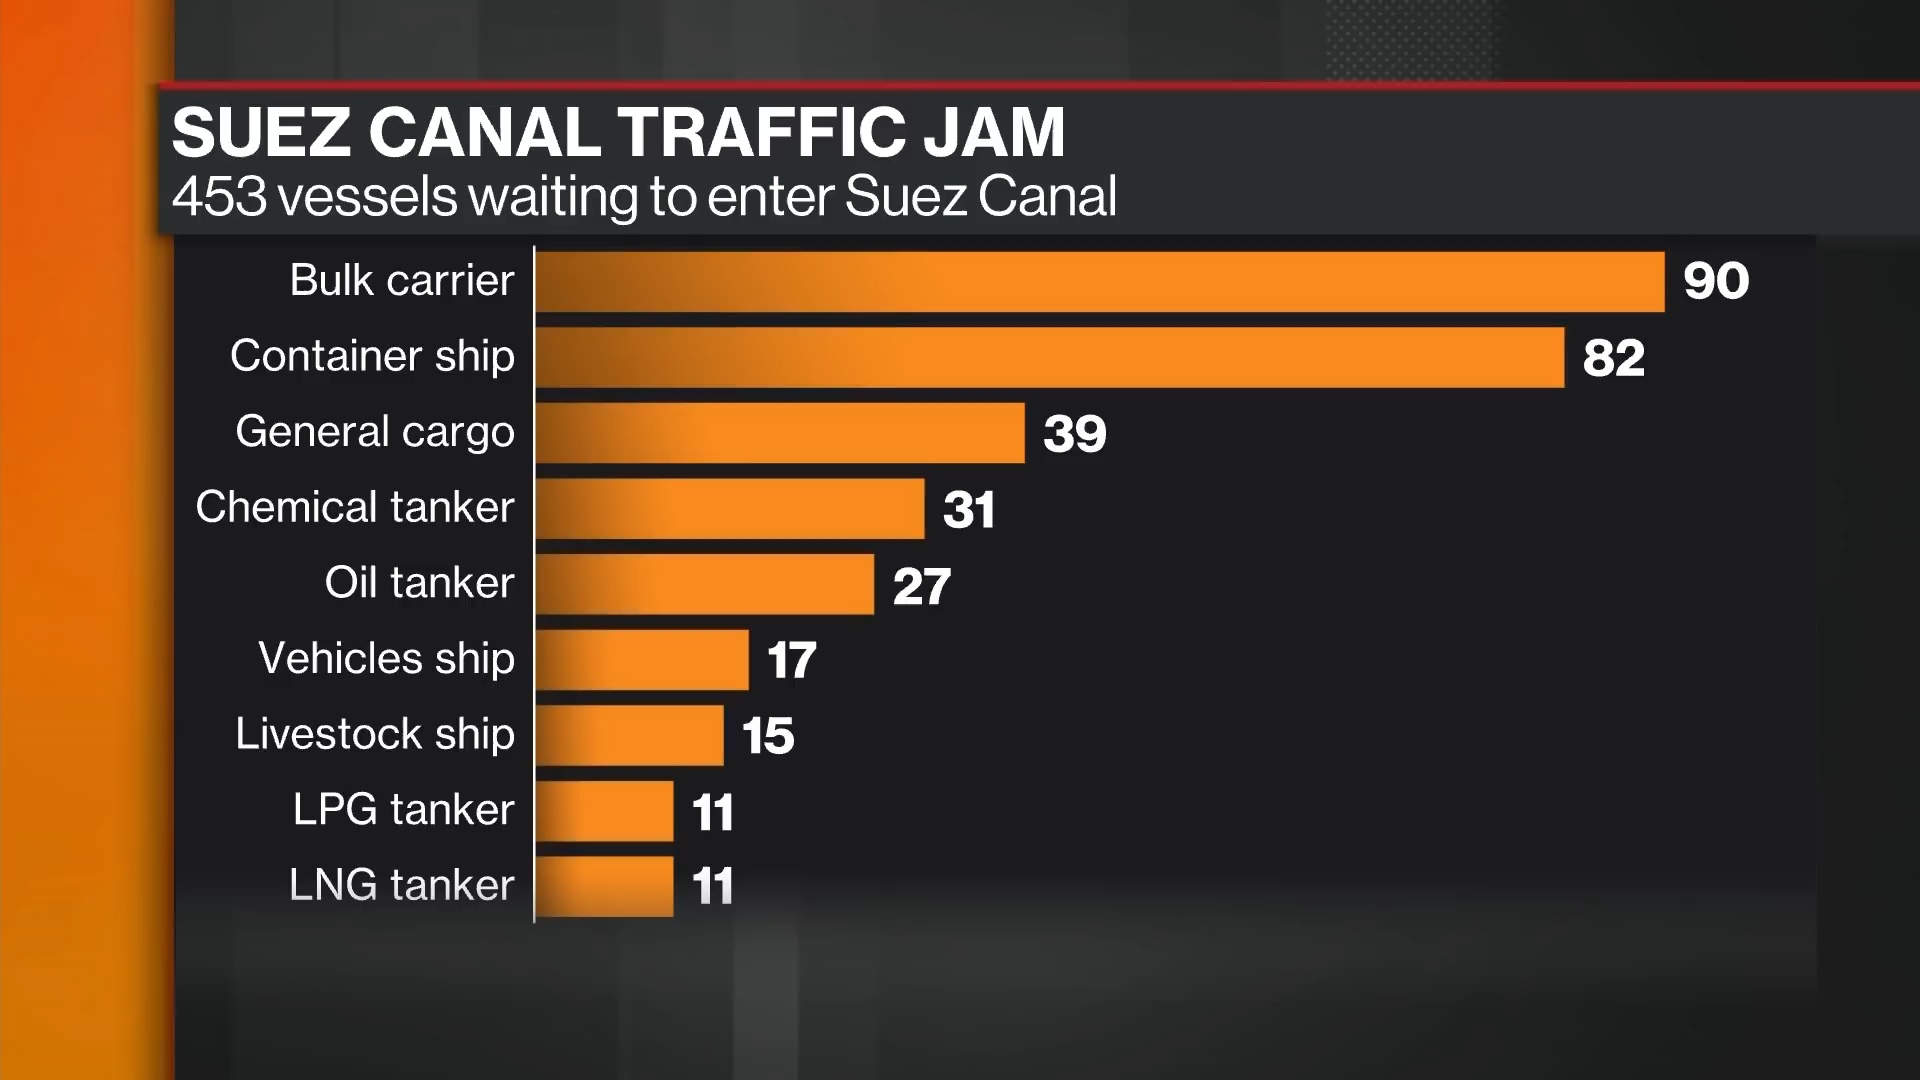 SUEZ CANAL TRAFFIC JAM
453 vessels waiting to enter Suez Canal
Bulk carrier 90
Container ship 82
General cargo 39
Chemical tanker 31
Oil tanker 27
Vehicles ship 17
Livestock ship 15
LPG tanker 11
LNG tanker 11